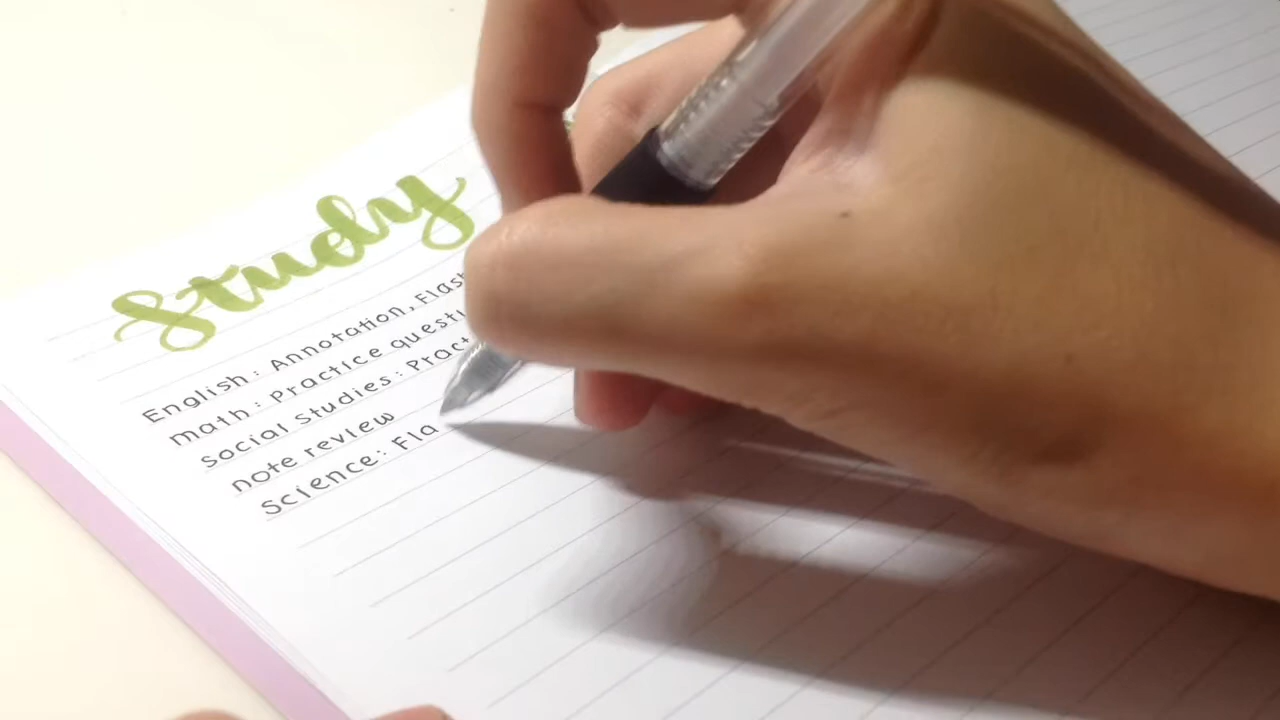 Study
English: Annotation, Flash
Math: Practice questi
Social Studies: Pract
note review
Science: Fla